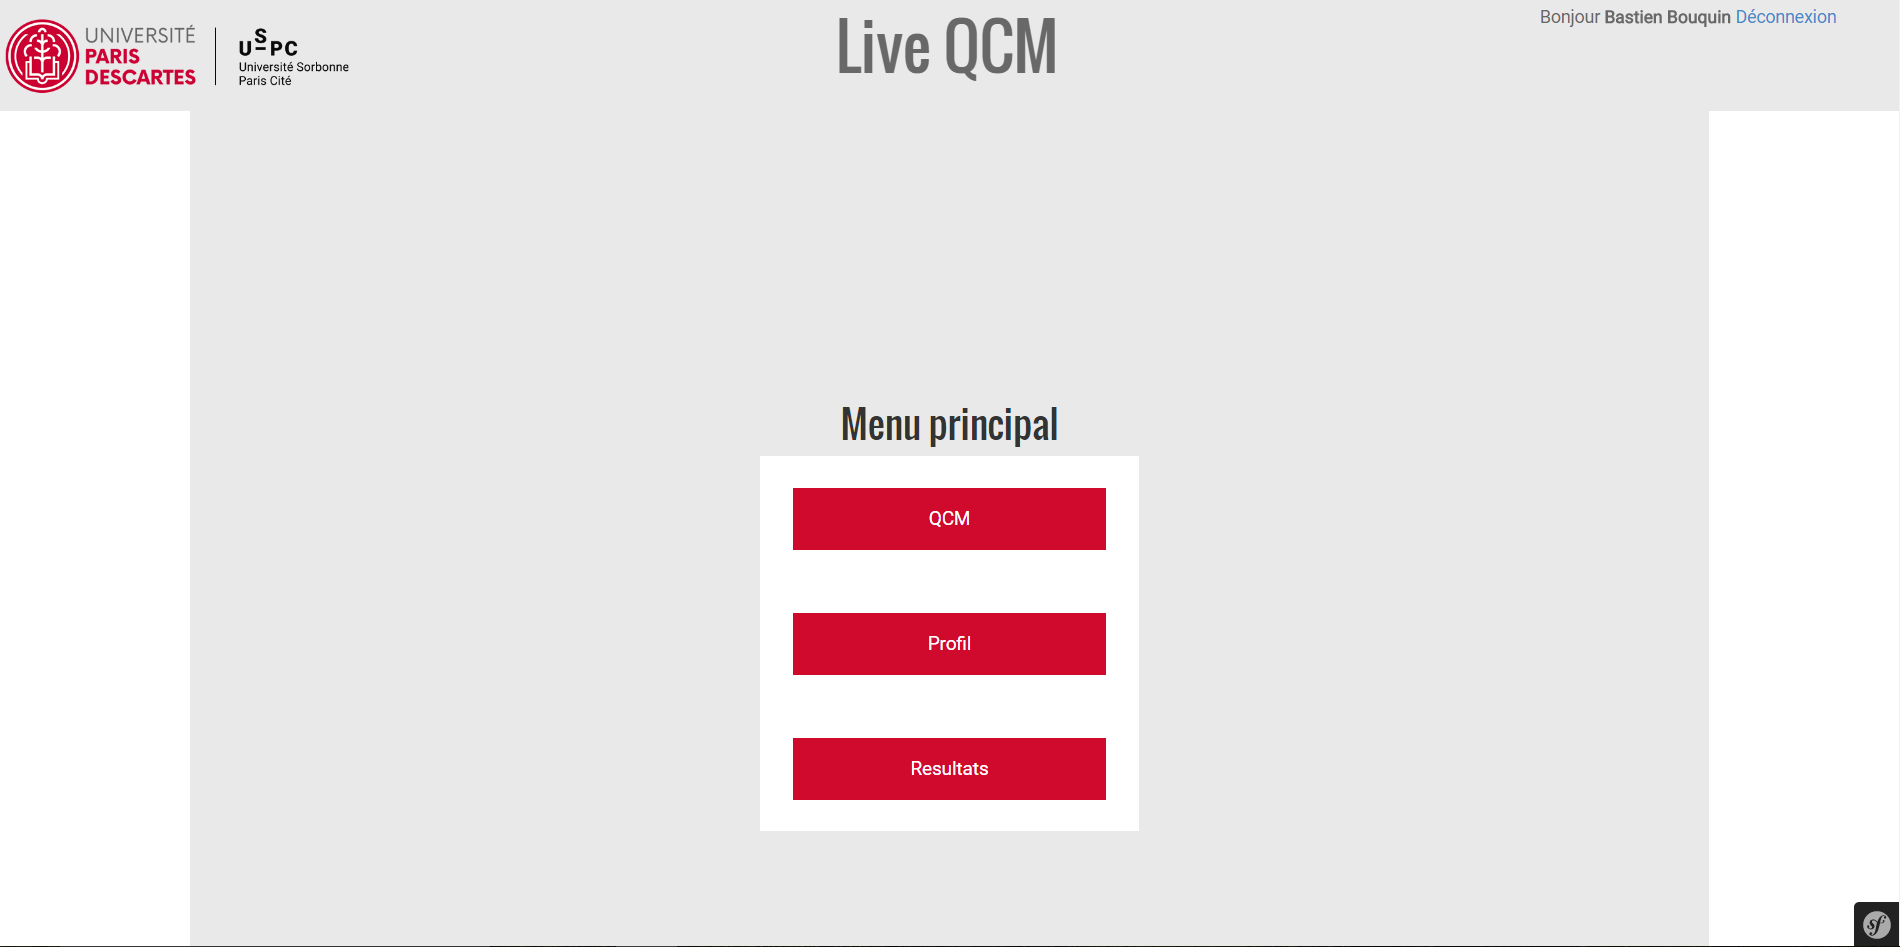 UNIVERSITÉ
PARIS
DESCARTES
USPC
Université Sorbonne
Paris Cité
Live QCM
Bonjour Bastien Bouquin Déconnexion
Menu principal
QCM
Profil
Resultats
sf